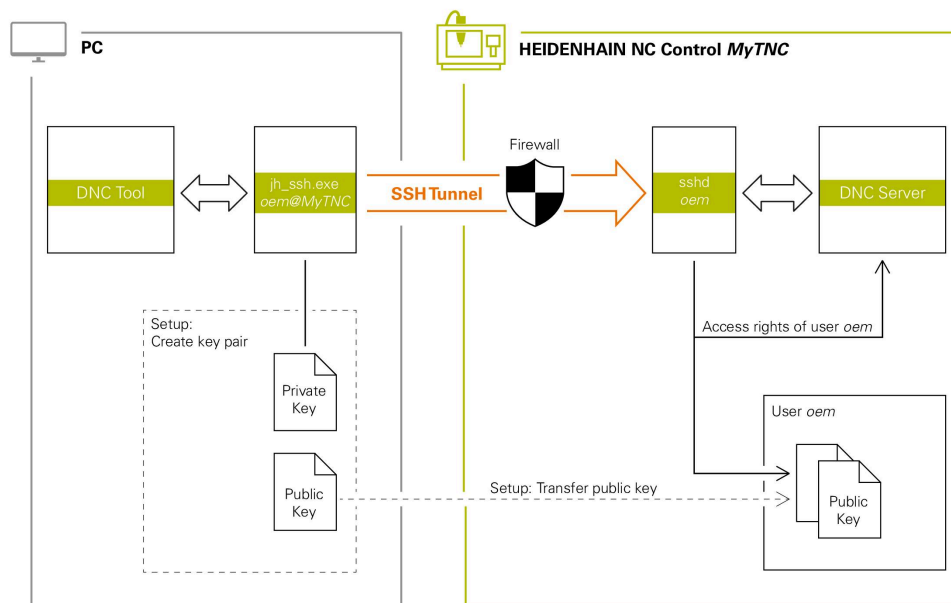 PC
HEIDENHAIN NC Control MyTNC
DNC Tool
jh_ssh.exe
oem@MyTNC
SSH Tunnel
Firewall
sshd
oem
DNC Server
Access rights of user oem
Setup:
Create key pair
Private
Key
Public
Key
Setup: Transfer public key
User oem
Public
Key